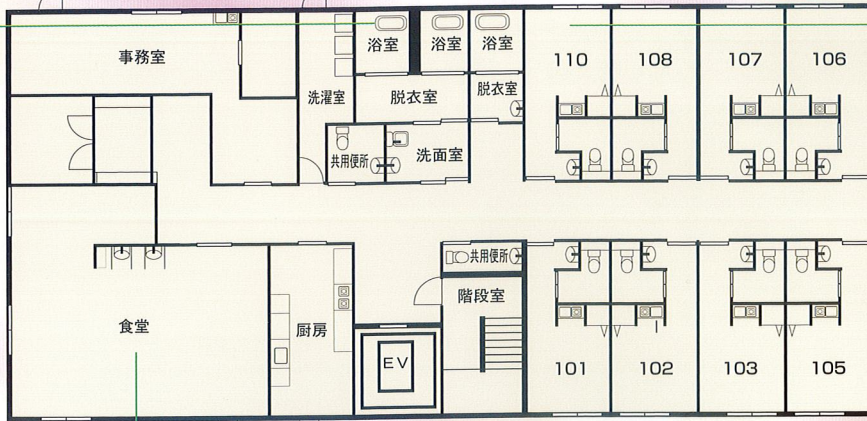 事務室
浴室
浴室
浴室
110
108
107
106
洗濯室
脱衣室
脱衣室
共用便所
洗面室
共用便所
階段室
食堂
厨房
EV
101
102
103
105